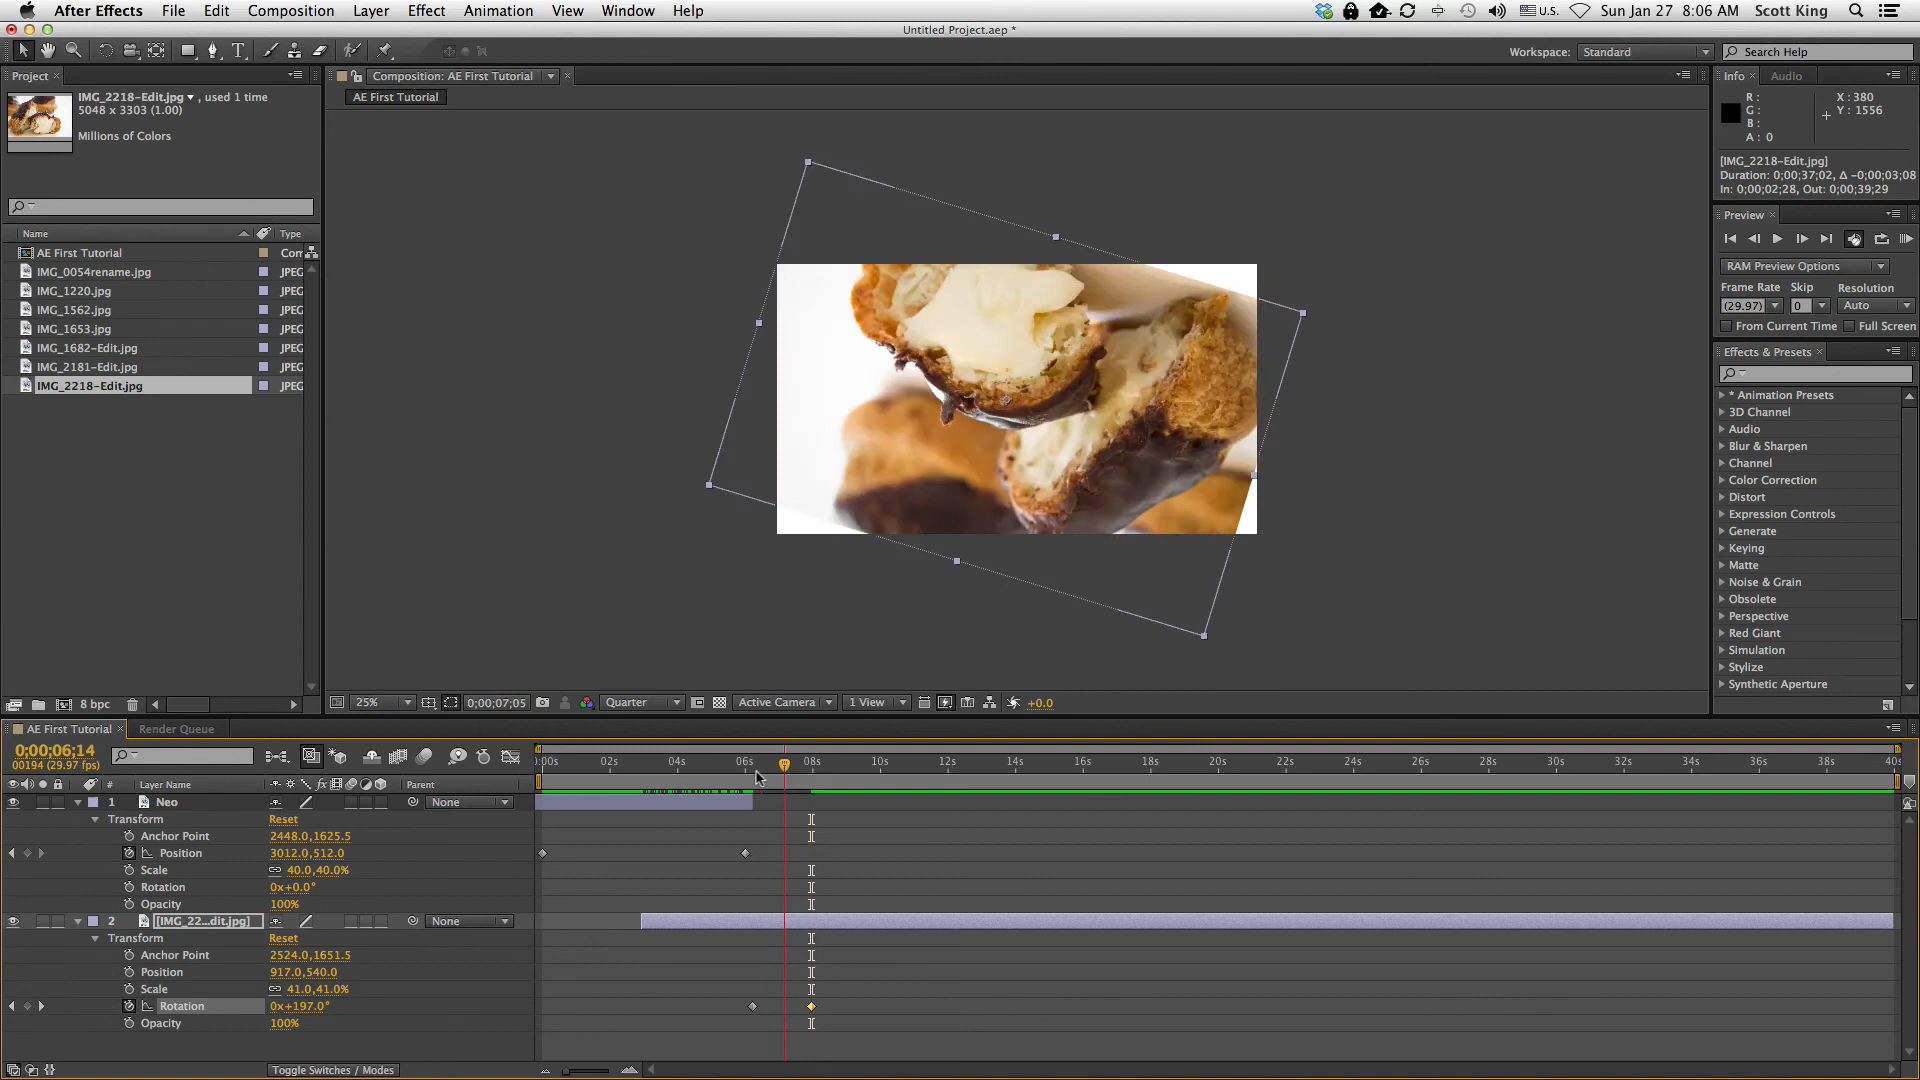 After Effects File Edit Composition Layer Effect Animation View Window Help U.S. Sun Jan 27 8:06 AM Scott King
Untitled Project.aep *
Workspace: Standard Search Help
Project
IMG_2218-Edit.jpg , used 1 time
5048 x 3303 (1.00)
Millions of Colors
Name Type
AE First Tutorial Com
IMG_0054rename.jpg JPEG
IMG_1220.jpg JPEG
IMG_1562.jpg JPEG
IMG_1653.jpg JPEG
IMG_1682-Edit.jpg JPEG
IMG_2181-Edit.jpg JPEG
IMG_2218-Edit.jpg JPEG
8 bpc
Composition: AE First Tutorial
AE First Tutorial
25% 0;00;07;05 Quarter Active Camera 1 View +0.0
Info Audio
R : X : 380
G : Y : 1556
B :
A : 0
[IMG_2218-Edit.jpg]
Duration: 0;00;37;02, Δ -0;00;03;08
In: 0;00;02;28, Out: 0;00;39;29
Preview
RAM Preview Options
Frame Rate Skip Resolution
(29.97) 0 Auto
From Current Time Full Screen
Effects & Presets
* Animation Presets
3D Channel
Audio
Blur & Sharpen
Channel
Color Correction
Distort
Expression Controls
Generate
Keying
Matte
Noise & Grain
Obsolete
Perspective
Red Giant
Simulation
Stylize
Synthetic Aperture
AE First Tutorial Render Queue
0;00;06;14
00194 (29.97 fps)
:00s 02s 04s 06s 08s 10s 12s 14s 16s 18s 20s 22s 24s 26s 28s 30s 32s 34s 36s 38s 40s
# Layer Name fx Parent
1 Neo None
Transform Reset
Anchor Point 2448.0,1625.5
Position 3012.0,512.0
Scale 40.0,40.0%
Rotation 0x+0.0°
Opacity 100%
2 [IMG_22...dit.jpg] None
Transform Reset
Anchor Point 2524.0,1651.5
Position 917.0,540.0
Scale 41.0,41.0%
Rotation 0x+197.0°
Opacity 100%
Toggle Switches / Modes